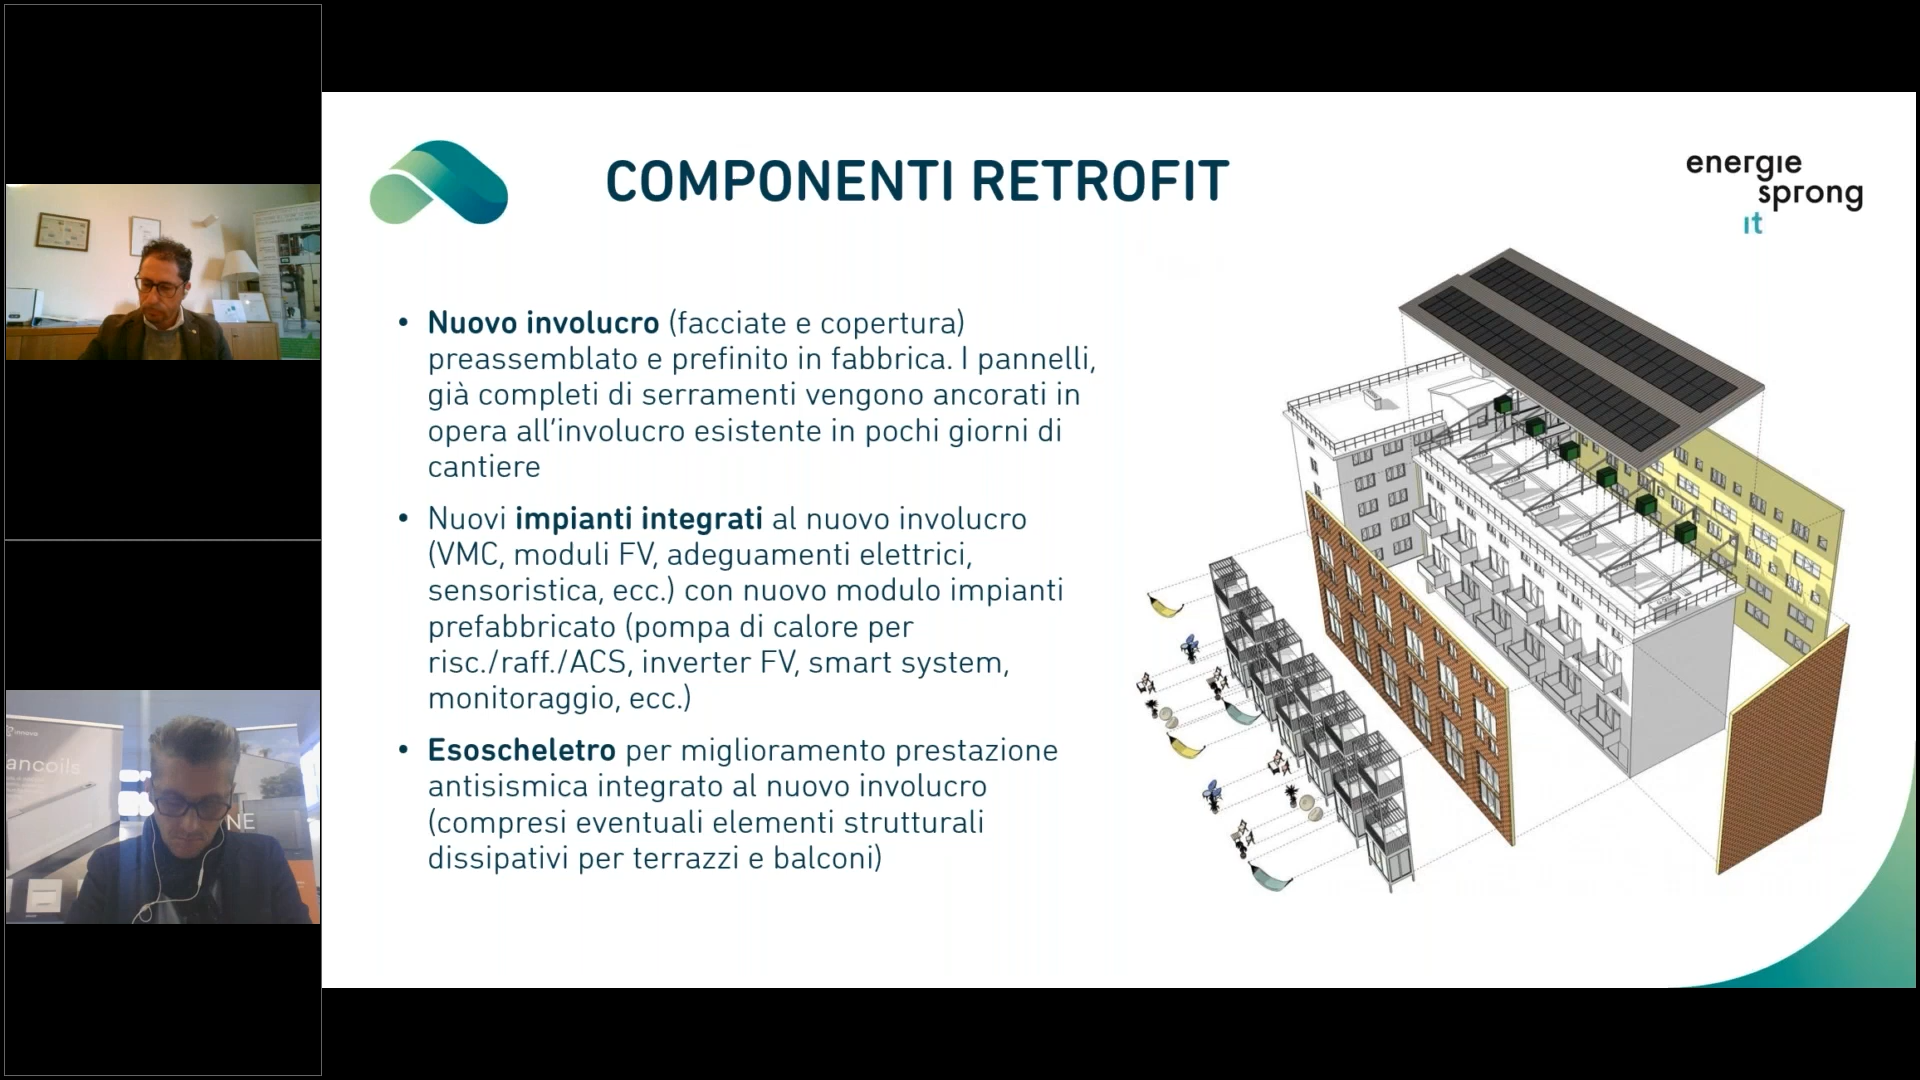 COMPONENTI RETROFIT
energie
sprong
it
• Nuovo involucro (facciate e copertura)
preassemblato e prefinito in fabbrica. I pannelli,
già completi di serramenti vengono ancorati in
opera all'involucro esistente in pochi giorni di
cantiere
• Nuovi impianti integrati al nuovo involucro
(VMC, moduli FV, adeguamenti elettrici,
sensoristica, ecc.) con nuovo modulo impianti
prefabbricato (pompa di calore per
risc./raff./ACS, inverter FV, smart system,
monitoraggio, ecc.)
• Esoscheletro per miglioramento prestazione
antisismica integrato al nuovo involucro
(compresi eventuali elementi strutturali
dissipativi per terrazzi e balconi)
innova
ancoils
NE